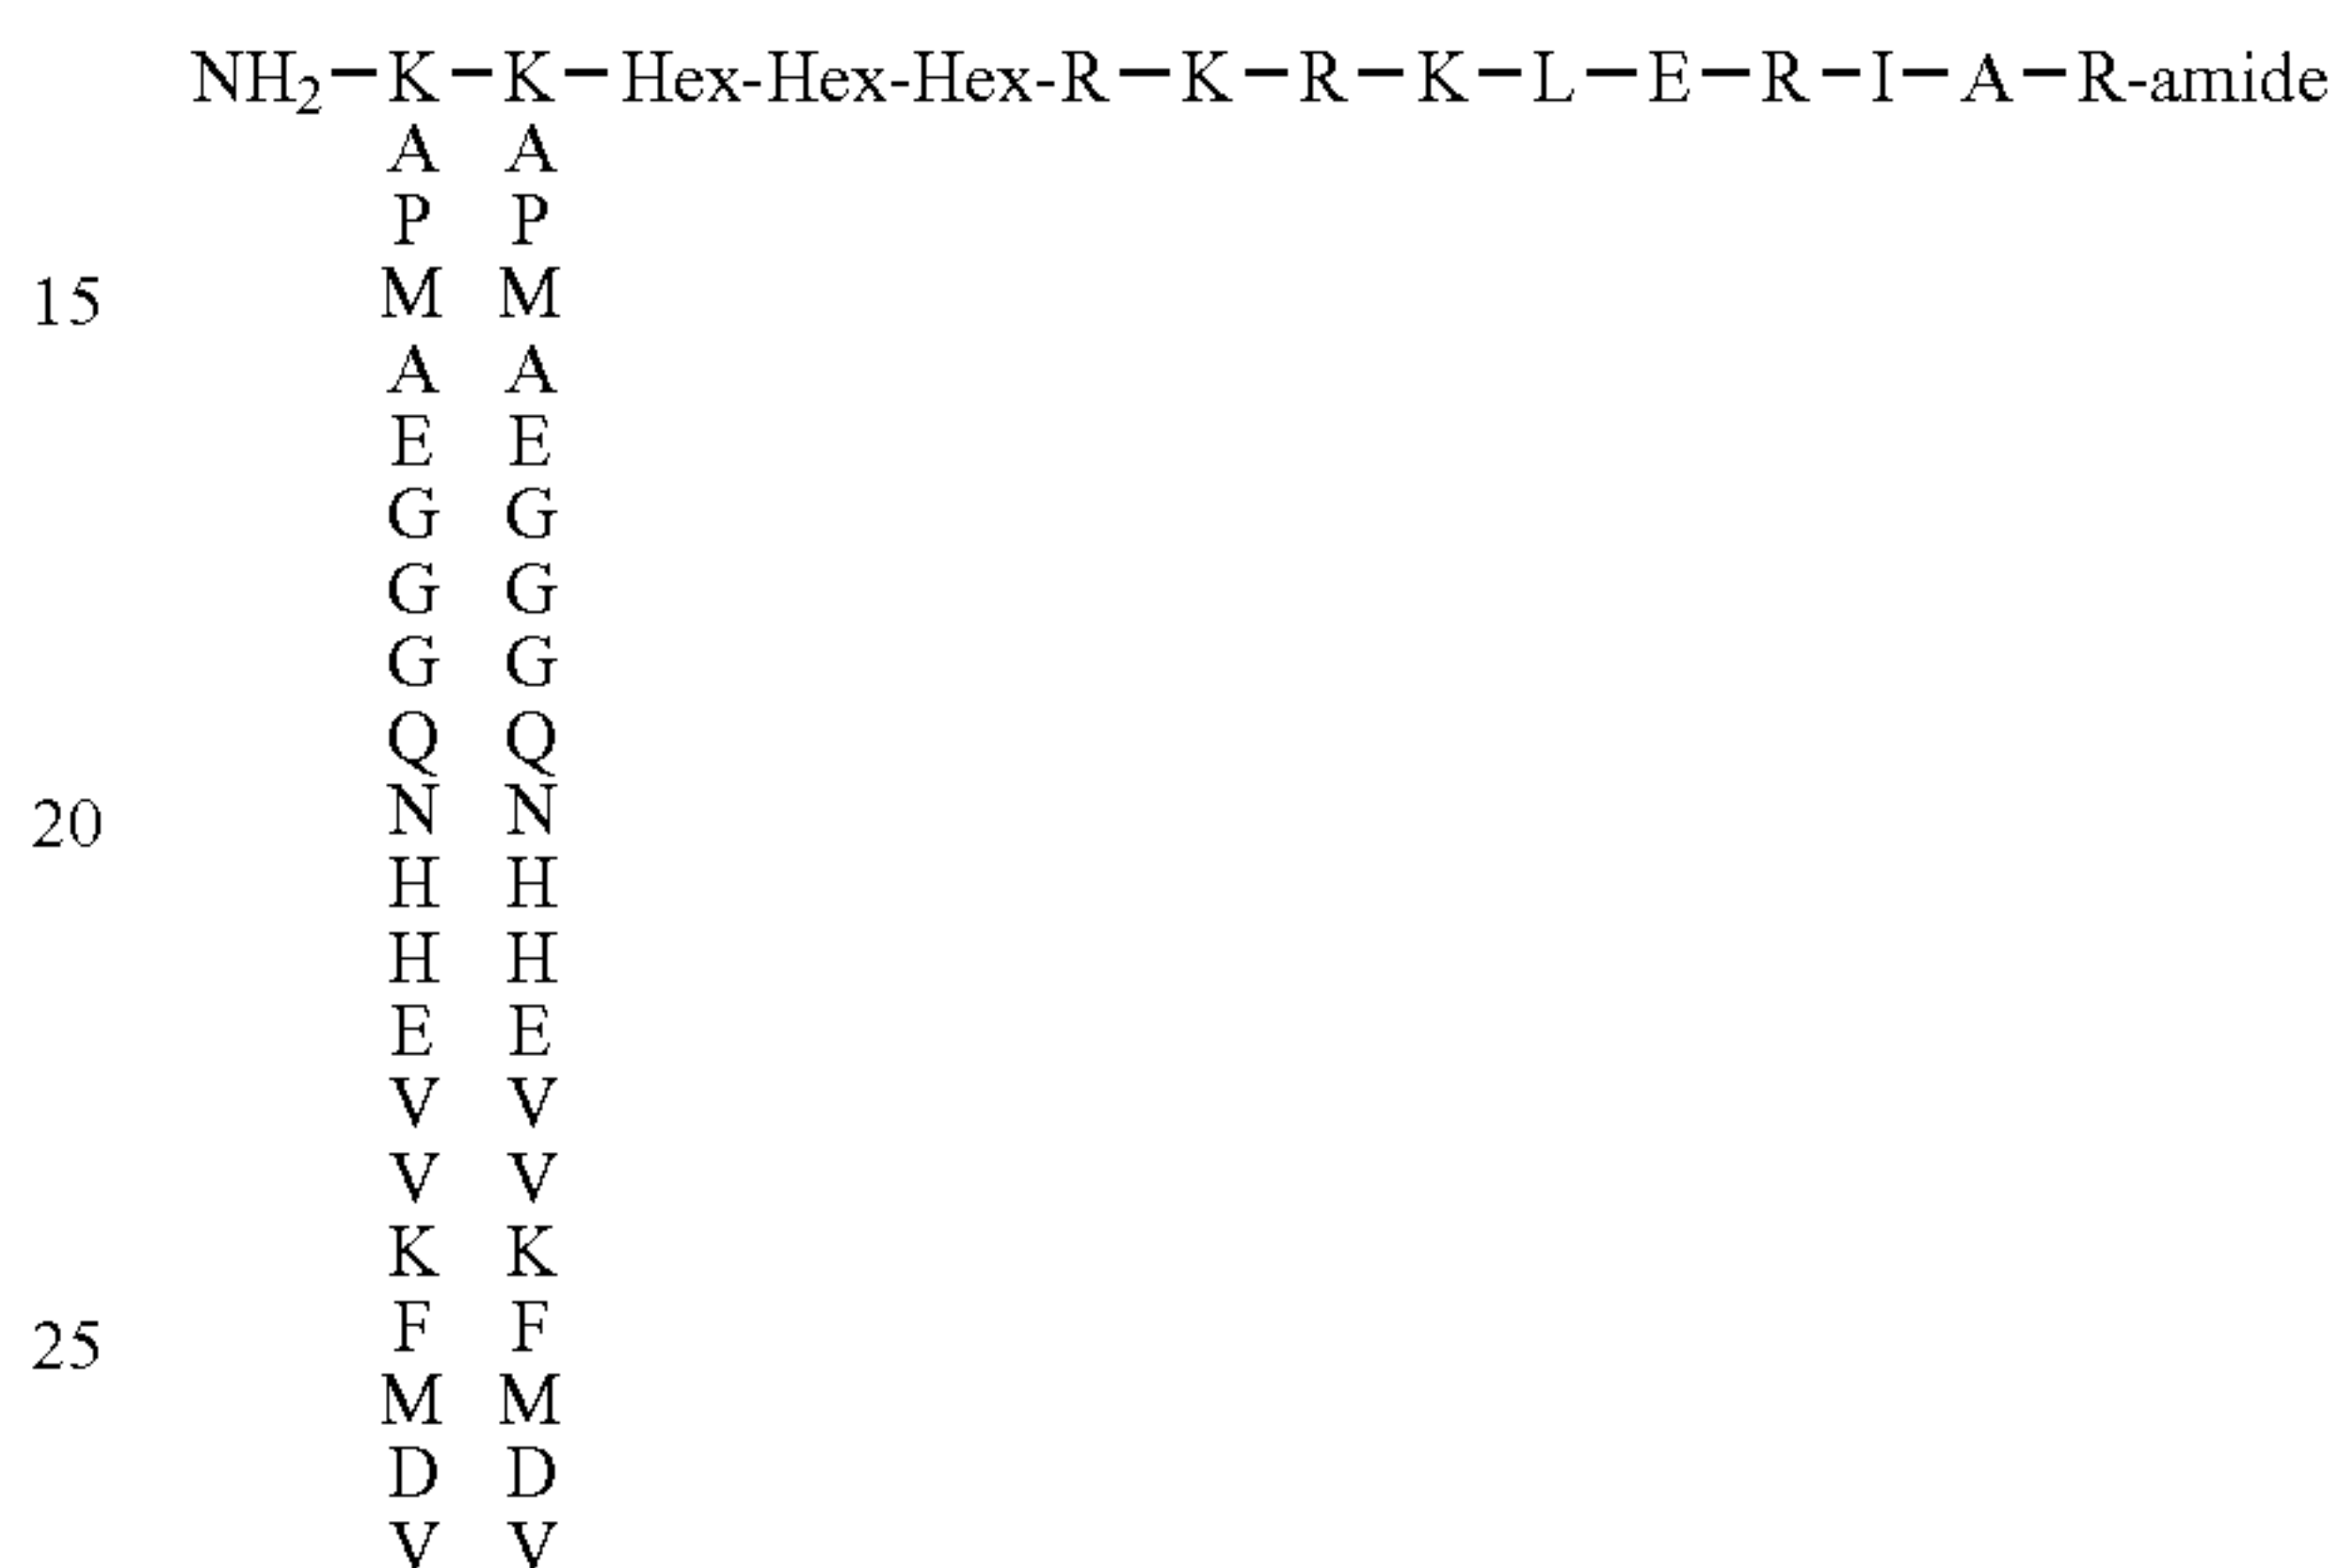 NH2-K-K-Hex-Hex-Hex-R-K-R-K-L-E-R-I-A-R-amide
A A
P P
15 M M
A A
E E
G G
G G
G G
Q Q
20 N N
H H
H H
E E
V V
V V
K K
25 F F
M M
D D
V V